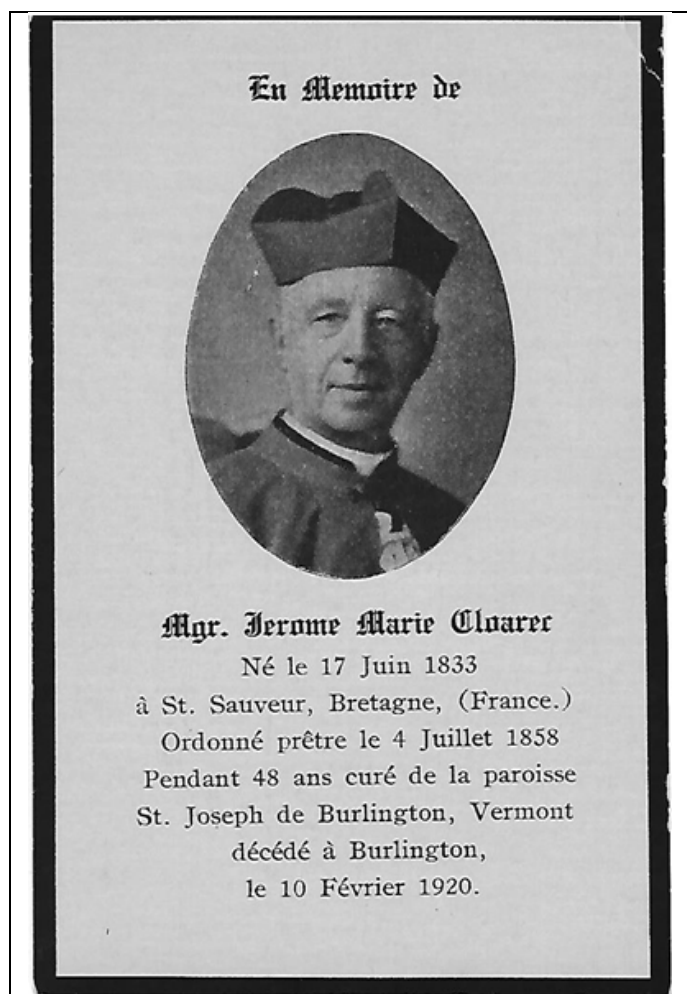 En Memoire de
Mgr. Jerome Marie Cloarec
Né le 17 Juin 1833
à St. Sauveur, Bretagne, (France.)
Ordonné prêtre le 4 Juillet 1858
Pendant 48 ans curé de la paroisse
St. Joseph de Burlington, Vermont
décédé à Burlington,
le 10 Février 1920.